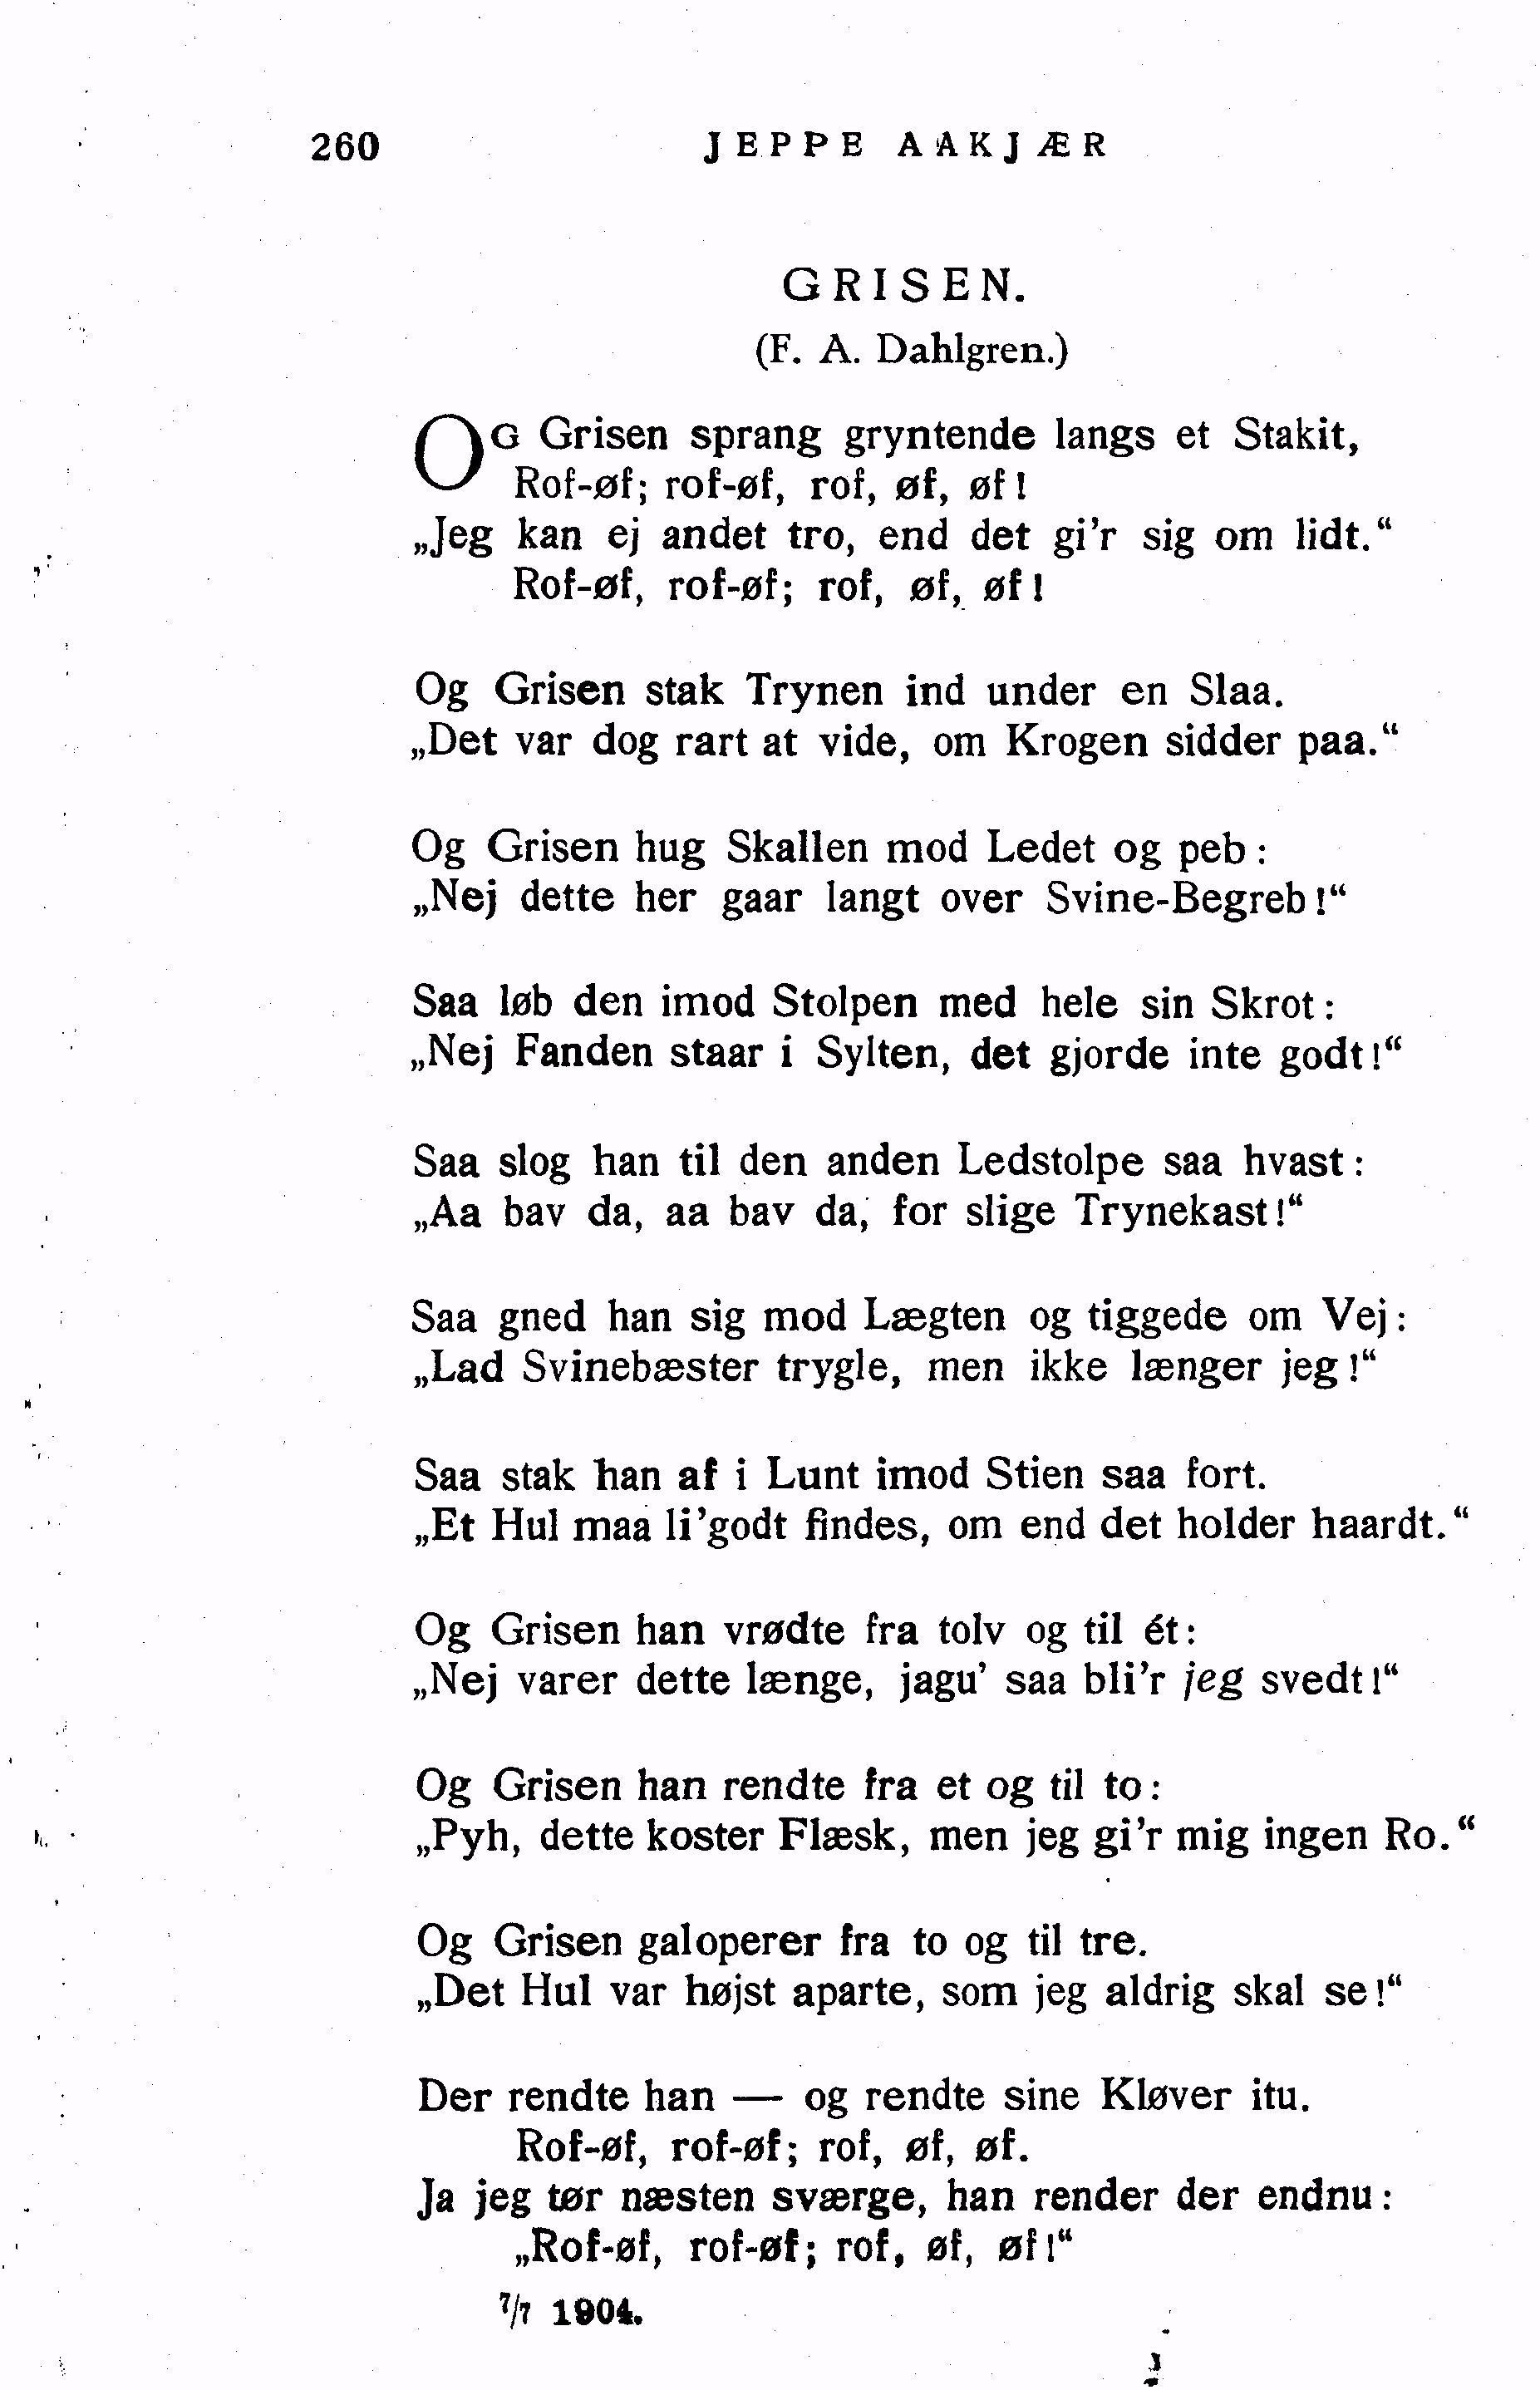 260 JEPPE AAKJÆR
GRISEN.
(F. A. Dahlgren.)
OG Grisen sprang gryntende langs et Stakit,
Rof-øf; rof-øf, rof, øf, øf!
„Jeg kan ej andet tro, end det gi'r sig om lidt.“
Rof-øf, rof-øf; rof, øf, øf!
Og Grisen stak Trynen ind under en Slaa.
„Det var dog rart at vide, om Krogen sidder paa.“
Og Grisen hug Skallen mod Ledet og peb:
„Nej dette her gaar langt over Svine-Begreb!“
Saa løb den imod Stolpen med hele sin Skrot:
„Nej Fanden staar i Sylten, det gjorde inte godt!“
Saa slog han til den anden Ledstolpe saa hvast:
„Aa bav da, aa bav da, for slige Trynekast!“
Saa gned han sig mod Lægten og tiggede om Vej:
„Lad Svinebæster trygle, men ikke længer jeg!“
Saa stak han af i Lunt imod Stien saa fort.
„Et Hul maa li'godt findes, om end det holder haardt.“
Og Grisen han vrødte fra tolv og til ét:
„Nej varer dette længe, jagu' saa bli'r jeg svedt!“
Og Grisen han rendte fra et og til to:
„Pyh, dette koster Flæsk, men jeg gi'r mig ingen Ro.“
Og Grisen galoperer fra to og til tre.
„Det Hul var højst aparte, som jeg aldrig skal se!“
Der rendte han — og rendte sine Kløver itu.
Rof-øf, rof-øf; rof, øf, øf.
Ja jeg tør næsten sværge, han render der endnu:
„Rof-øf, rof-øf; rof, øf, øf!“
7/7 1904.